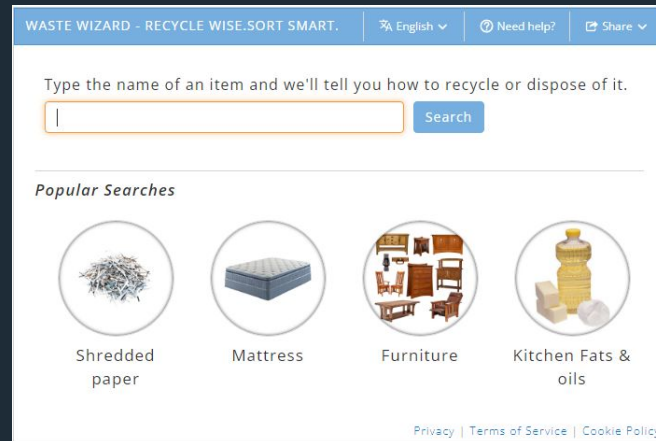 WASTE WIZARD - RECYCLE WISE.SORT SMART.
English
Need help?
Share
Type the name of an item and we'll tell you how to recycle or dispose of it.
Search
Popular Searches
Shredded
paper
Mattress
Furniture
Kitchen Fats &
oils
Privacy | Terms of Service | Cookie Policy